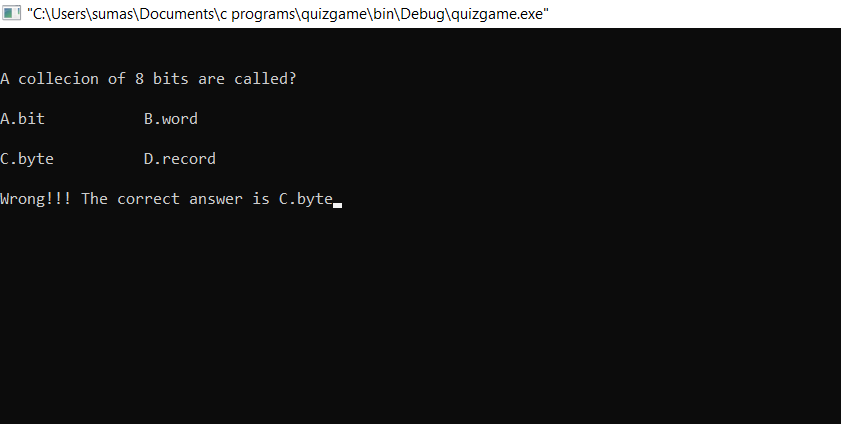 "C:\Users\sumas\Documents\c programs\quizgame\bin\Debug\quizgame.exe"
A collecion of 8 bits are called?
A.bit B.word
C.byte D.record
Wrong!!! The correct answer is C.byte